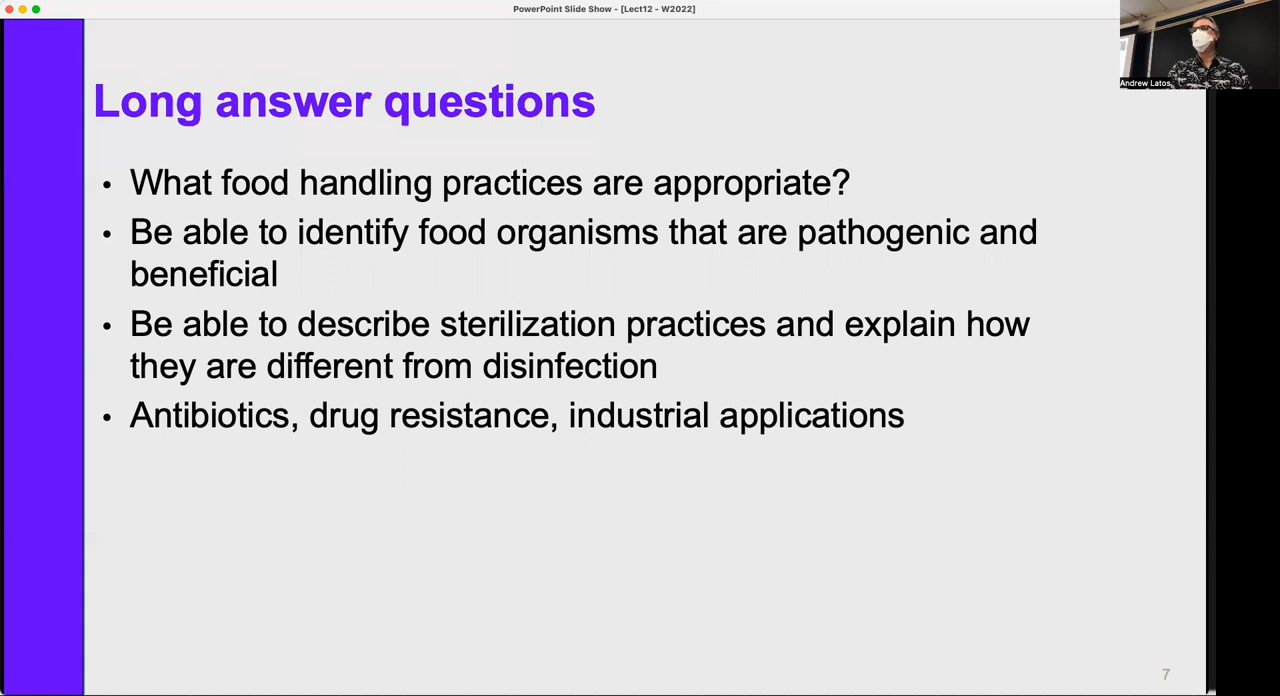 PowerPoint Slide Show - [Lect12 - W2022]
Andrew Latos
Long answer questions
• What food handling practices are appropriate?
• Be able to identify food organisms that are pathogenic and
beneficial
• Be able to describe sterilization practices and explain how
they are different from disinfection
• Antibiotics, drug resistance, industrial applications
7